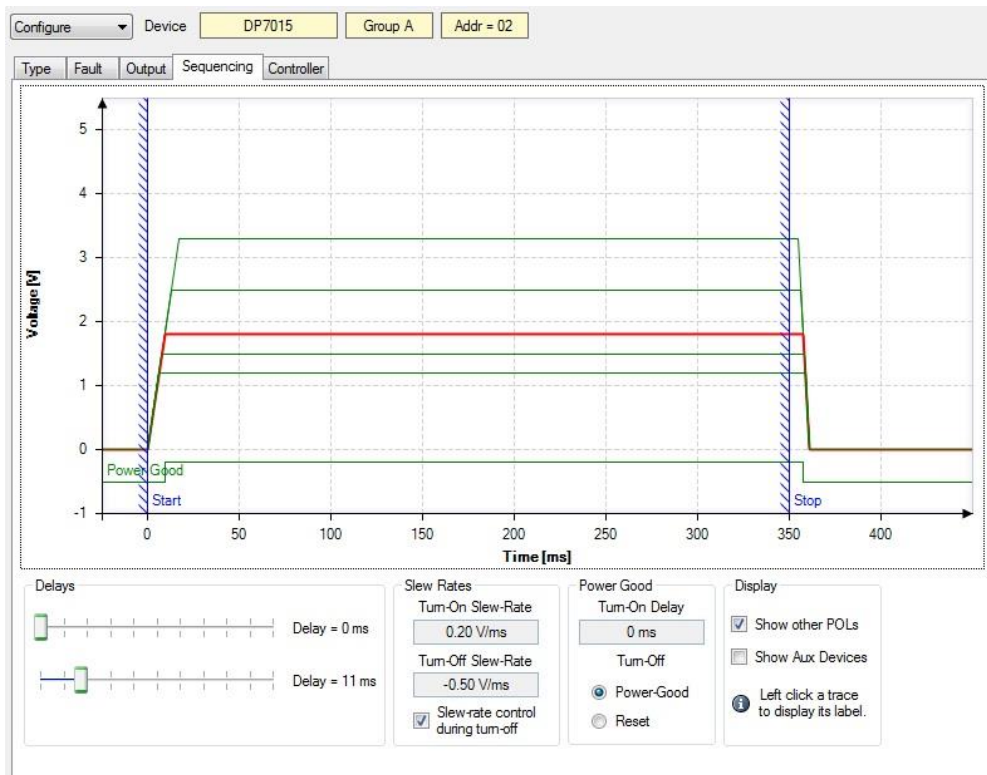 Configure Device DP7015 Group A Addr = 02
Type Fault Output Sequencing Controller
5
4
3
2
1
0
-1
Voltage [V]
Power-Good
Start
Stop
0 50 100 150 200 250 300 350 400
Time [ms]
Delays
Delay = 0 ms
Delay = 11 ms
Slew Rates
Turn-On Slew-Rate
0.20 V/ms
Turn-Off Slew-Rate
-0.50 V/ms
Slew-rate control
during turn-off
Power Good
Turn-On Delay
0 ms
Turn-Off
Power-Good
Reset
Display
Show other POLs
Show Aux Devices
Left click a trace
to display its label.